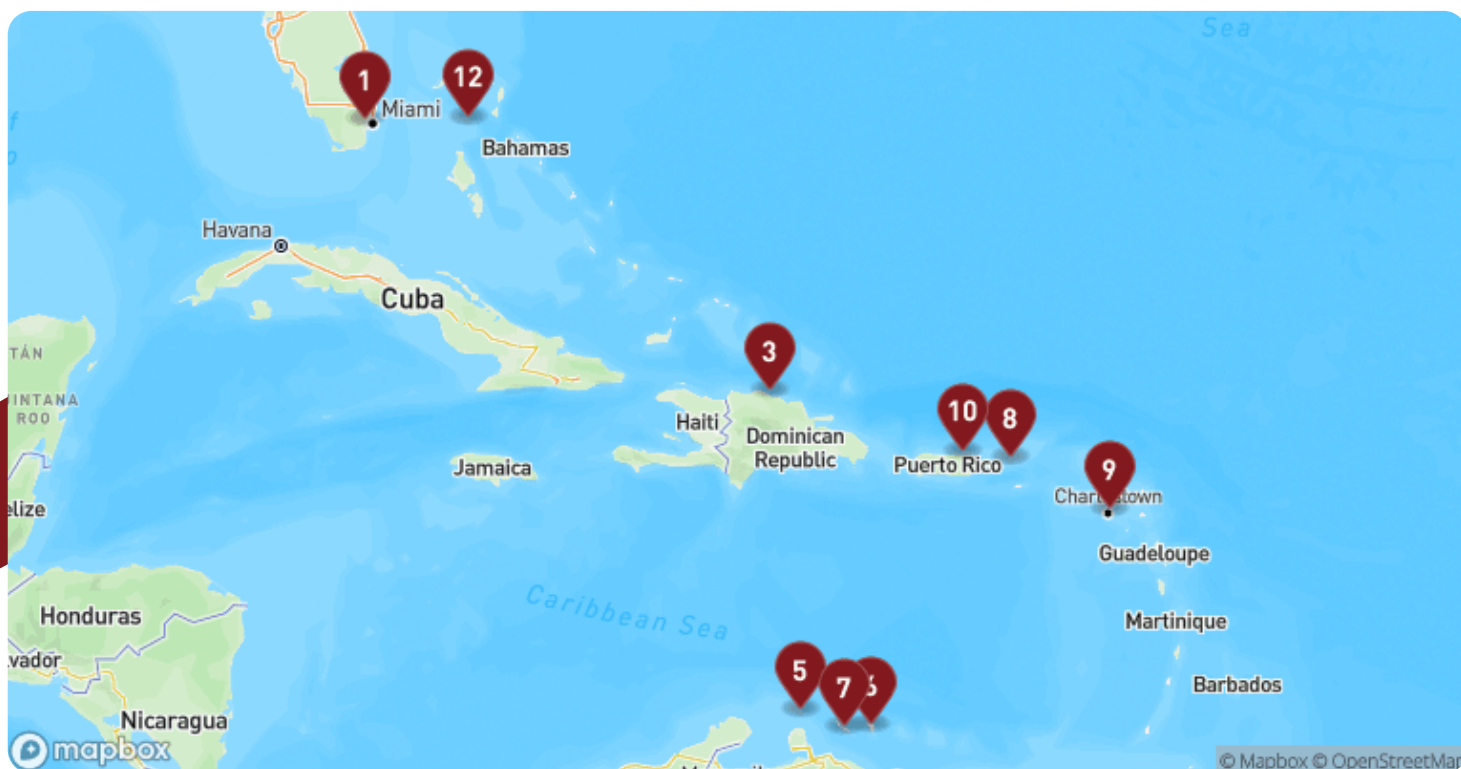 Sea
1
12
Miami
Bahamas
Havana
Cuba
TÁN
INTANA
ROO
3
Haiti
Dominican
Republic
10
8
Puerto Rico
Jamaica
9
elize
Guadeloupe
Caribbean Sea
Honduras
Martinique
vador
5
7
6
Barbados
Nicaragua
mapbox
© Mapbox © OpenStreetMap